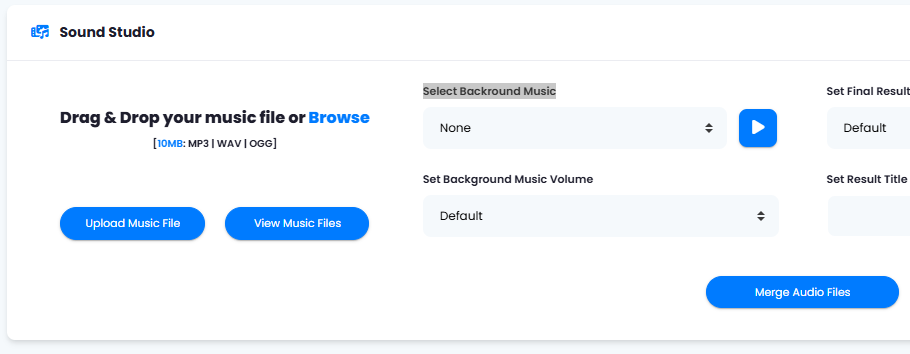 Sound Studio
Drag & Drop your music file or Browse
[10MB: MP3 | WAV | OGG]
Upload Music File
View Music Files
Select Backround Music
None
Set Background Music Volume
Default
Set Final Result
Default
Set Result Title
Merge Audio Files